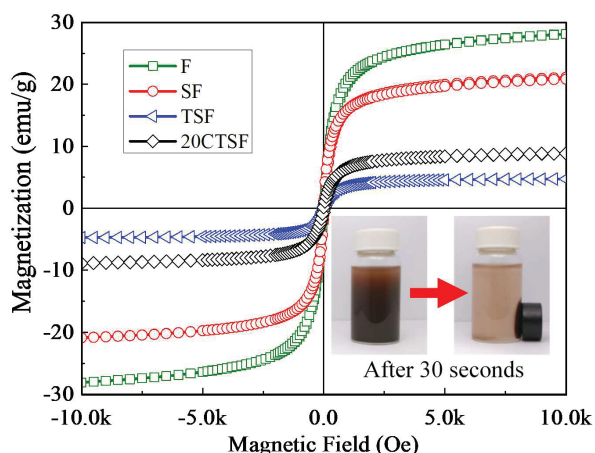 30
20
10
0
-10
-20
-30
Magnetization (emu/g)
F
SF
TSF
20CTSF
After 30 seconds
-10.0k
-5.0k
0.0
5.0k
10.0k
Magnetic Field (Oe)